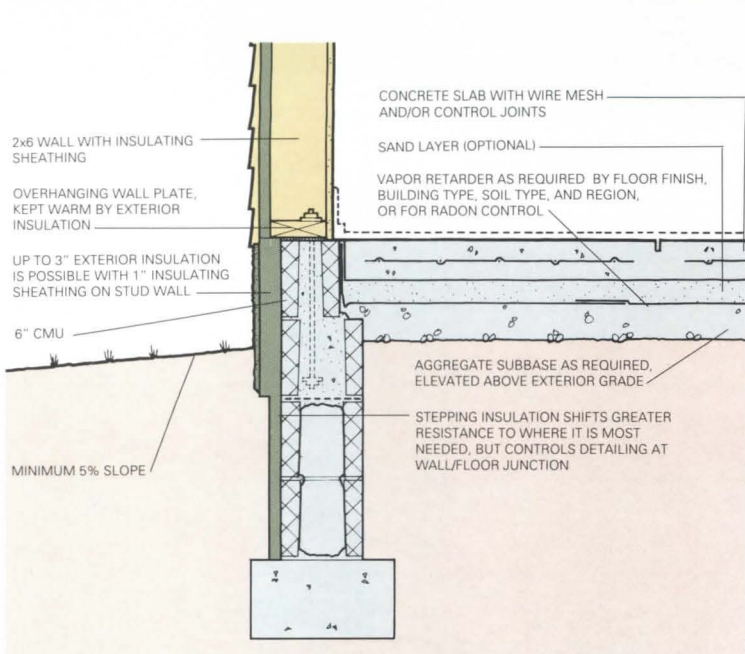 2x6 WALL WITH INSULATING
SHEATHING
OVERHANGING WALL PLATE,
KEPT WARM BY EXTERIOR
INSULATION
UP TO 3" EXTERIOR INSULATION
IS POSSIBLE WITH 1" INSULATING
SHEATHING ON STUD WALL
6" CMU
MINIMUM 5% SLOPE
CONCRETE SLAB WITH WIRE MESH
AND/OR CONTROL JOINTS
SAND LAYER (OPTIONAL)
VAPOR RETARDER AS REQUIRED BY FLOOR FINISH,
BUILDING TYPE, SOIL TYPE, AND REGION,
OR FOR RADON CONTROL
AGGREGATE SUBBASE AS REQUIRED,
ELEVATED ABOVE EXTERIOR GRADE
STEPPING INSULATION SHIFTS GREATER
RESISTANCE TO WHERE IT IS MOST
NEEDED, BUT CONTROLS DETAILING AT
WALL/FLOOR JUNCTION